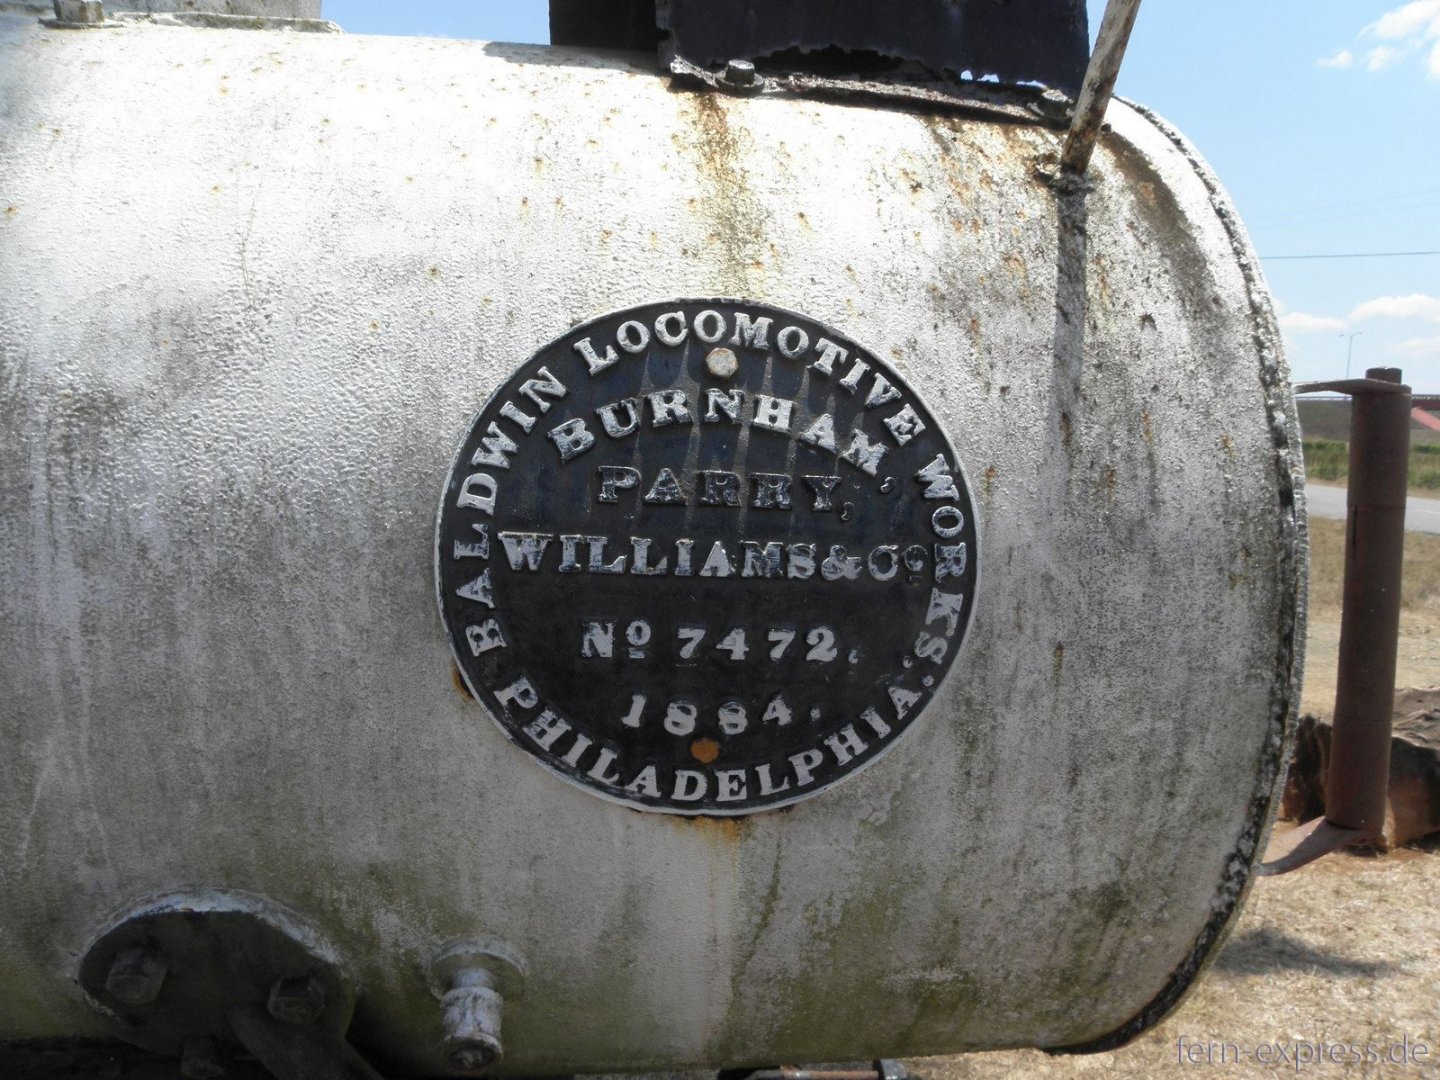 BALDWIN LOCOMOTIVE WORKS.
BURNHAM,
PARRY,
WILLIAMS & Cº
Nº 7472.
1884.
PHILADELPHIA.
fern-express.de